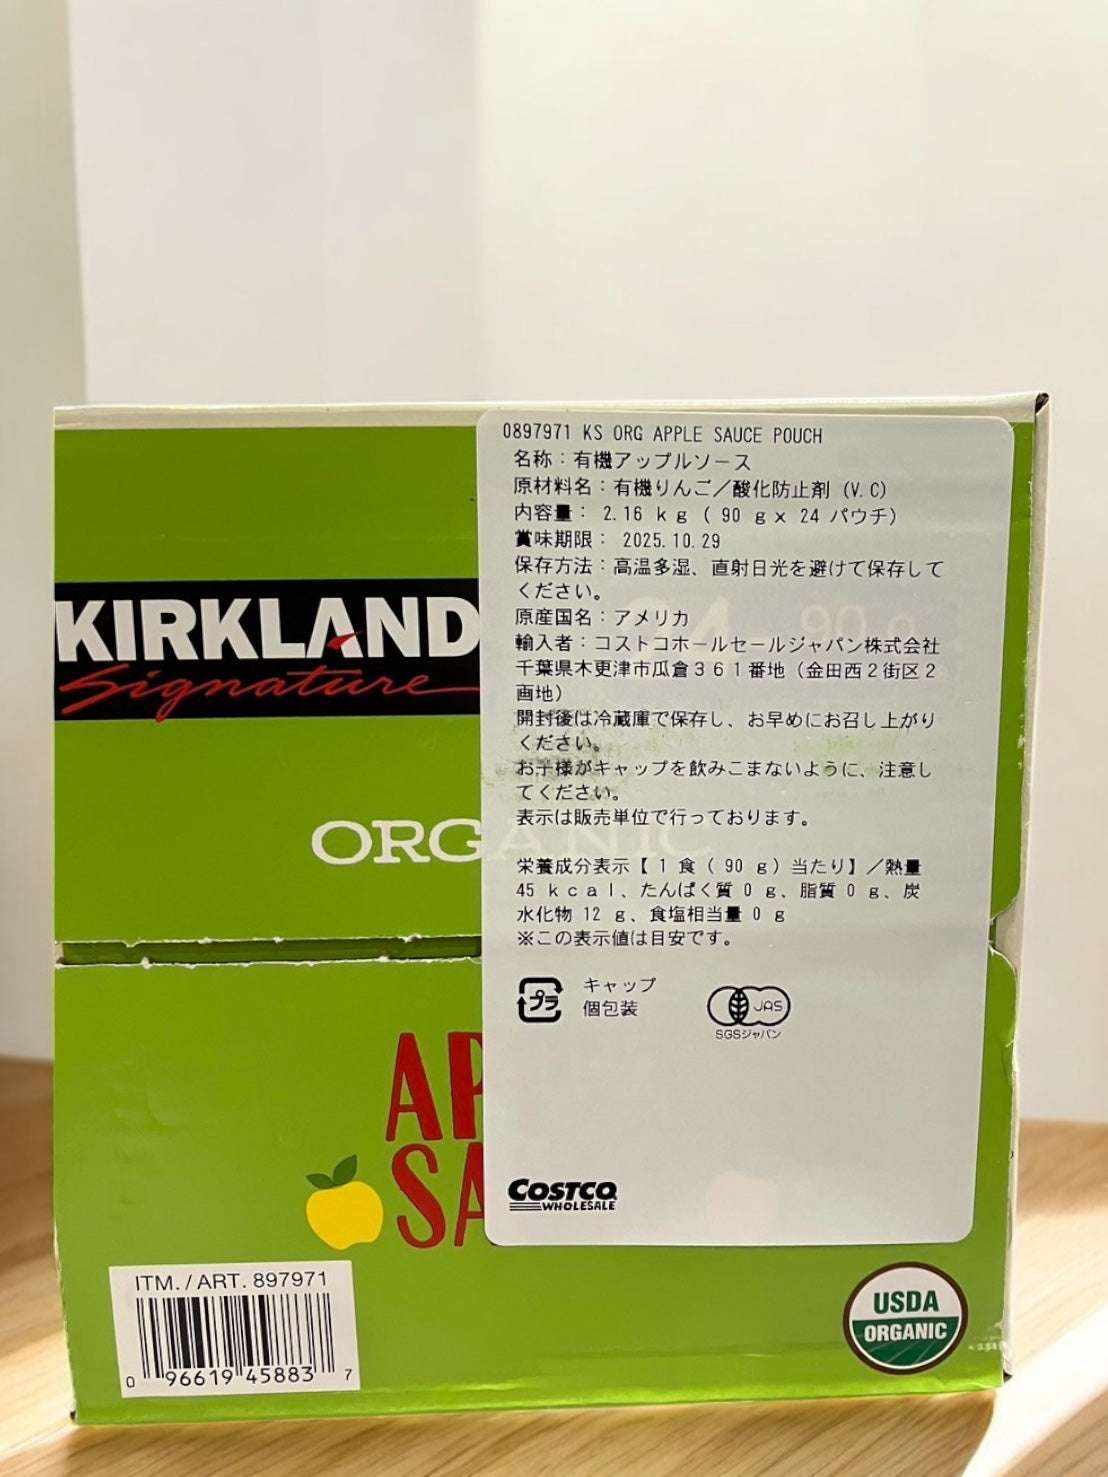 0897971 KS ORG APPLE SAUCE POUCH
名称：有機アップルソース
原材料名：有機りんご／酸化防止剤 (V.C)
内容量： 2.16 ｋｇ ( 90 ｇｘ 24 パウチ)
賞味期限： 2025.10.29
保存方法：高温多湿、直射日光を避けて保存して
ください。
原産国名：アメリカ
輸入者：コストコホールセールジャパン株式会社
千葉県木更津市瓜倉３６１番地（金田西２街区２
画地）
開封後は冷蔵庫で保存し、お早めにお召し上がり
ください。
お子様がキャップを飲みこまないように、注意し
てください。
表示は販売単位で行っております。
栄養成分表示【 １食 ( 90 ｇ) 当たり】／熱量
45 ｋｃａｌ、たんぱく質 0 ｇ、脂質 0 ｇ、炭
水化物 12 ｇ、食塩相当量 0 ｇ
※この表示値は目安です。
プラ
キャップ
個包装
JAS
SGSジャパン
COSTCO
WHOLESALE
KIRKLAND
Signature
90 g
ORGANIC
AP
SA
ITM./ART. 897971
0 96619 45883 7
USDA
ORGANIC